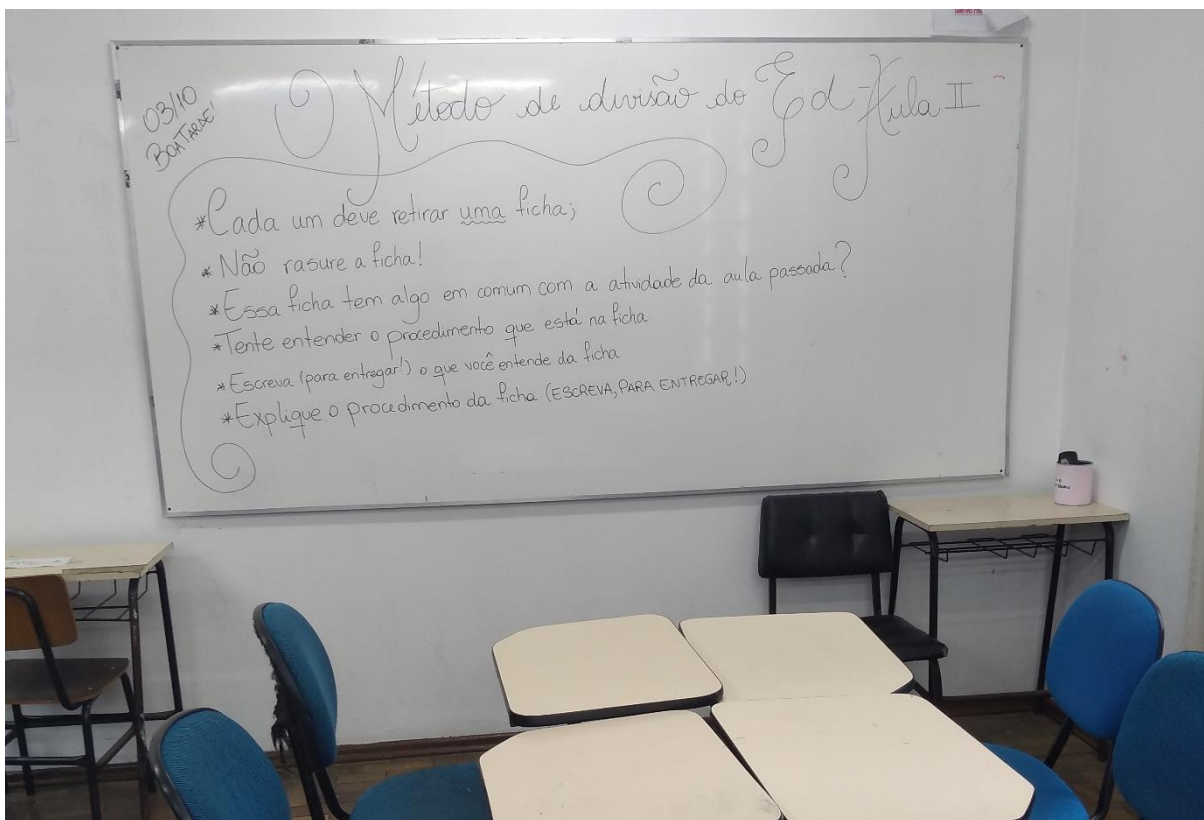 03/10
BOA TARDE!
O Método de divisão do Ed - Aula II
*Cada um deve retirar uma ficha;
*Não rasure a ficha!
*Essa ficha tem algo em comum com a atividade da aula passada?
*Tente entender o procedimento que está na ficha
*Escreva (para entregar!) o que você entende da ficha
*Explique o procedimento da ficha (ESCREVA, PARA ENTREGAR!)